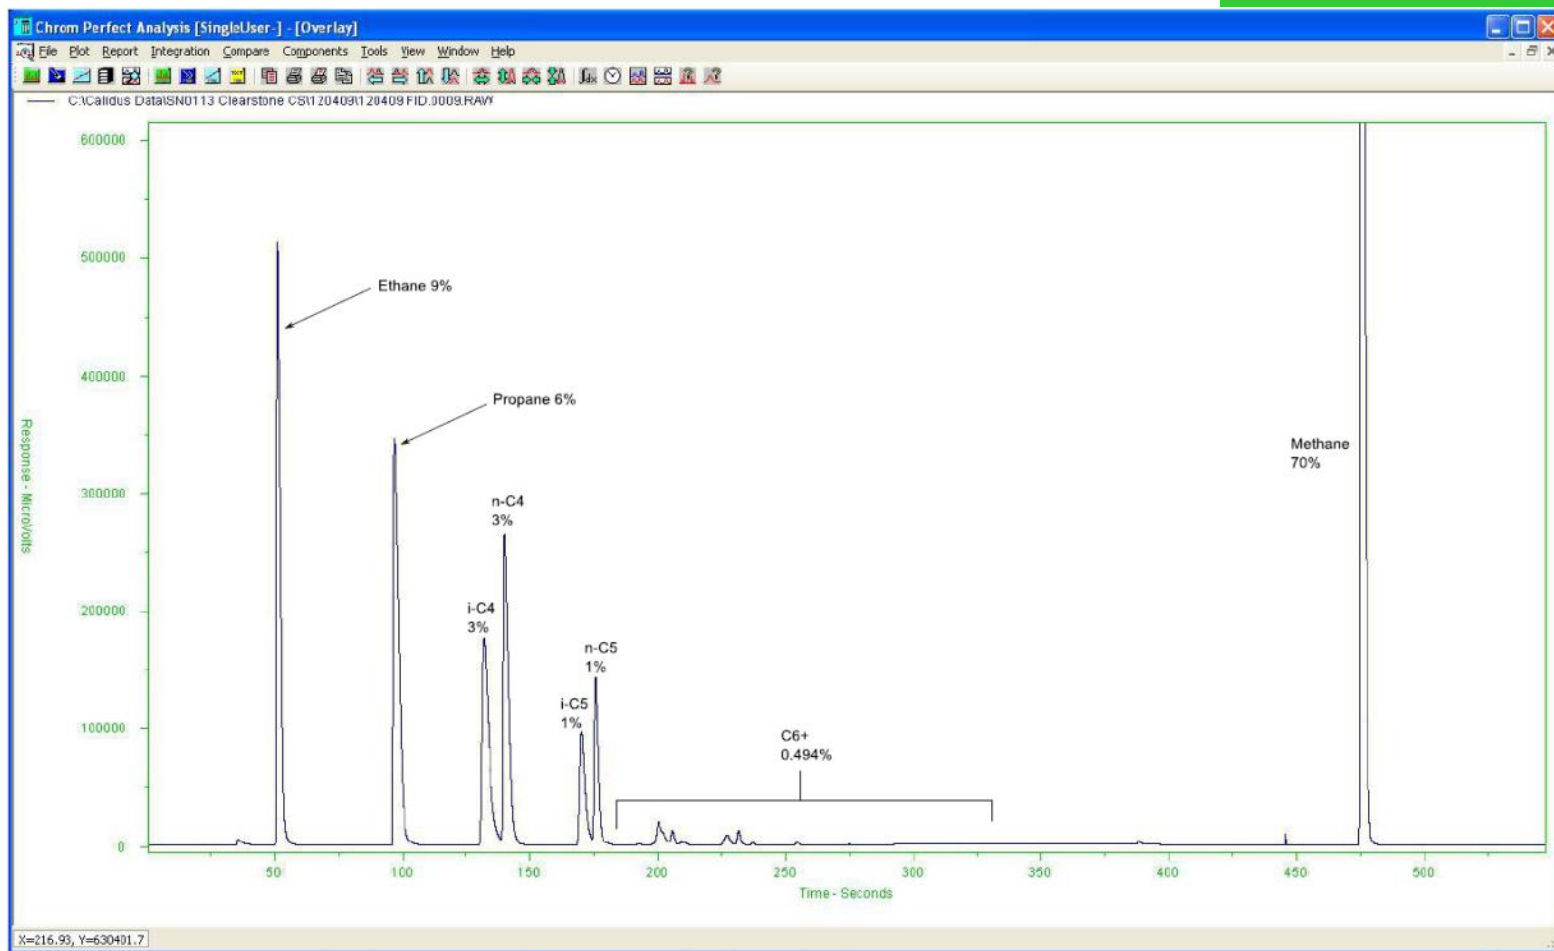 Chrom Perfect Analysis [SingleUser-] - [Overlay]
File Plot Report Integration Compare Components Tools View Window Help
C:\Calidus Data\SN0113 Clearstone CS\120409\120409 FID.0009.RAW
600000
500000
400000
300000
200000
100000
0
Response - MicroVolts
Ethane 9%
Propane 6%
n-C4
3%
i-C4
3%
n-C5
1%
i-C5
1%
C6+
0.494%
Methane
70%
50 100 150 200 250 300 350 400 450 500
Time - Seconds
X=216.93, Y=630401.7